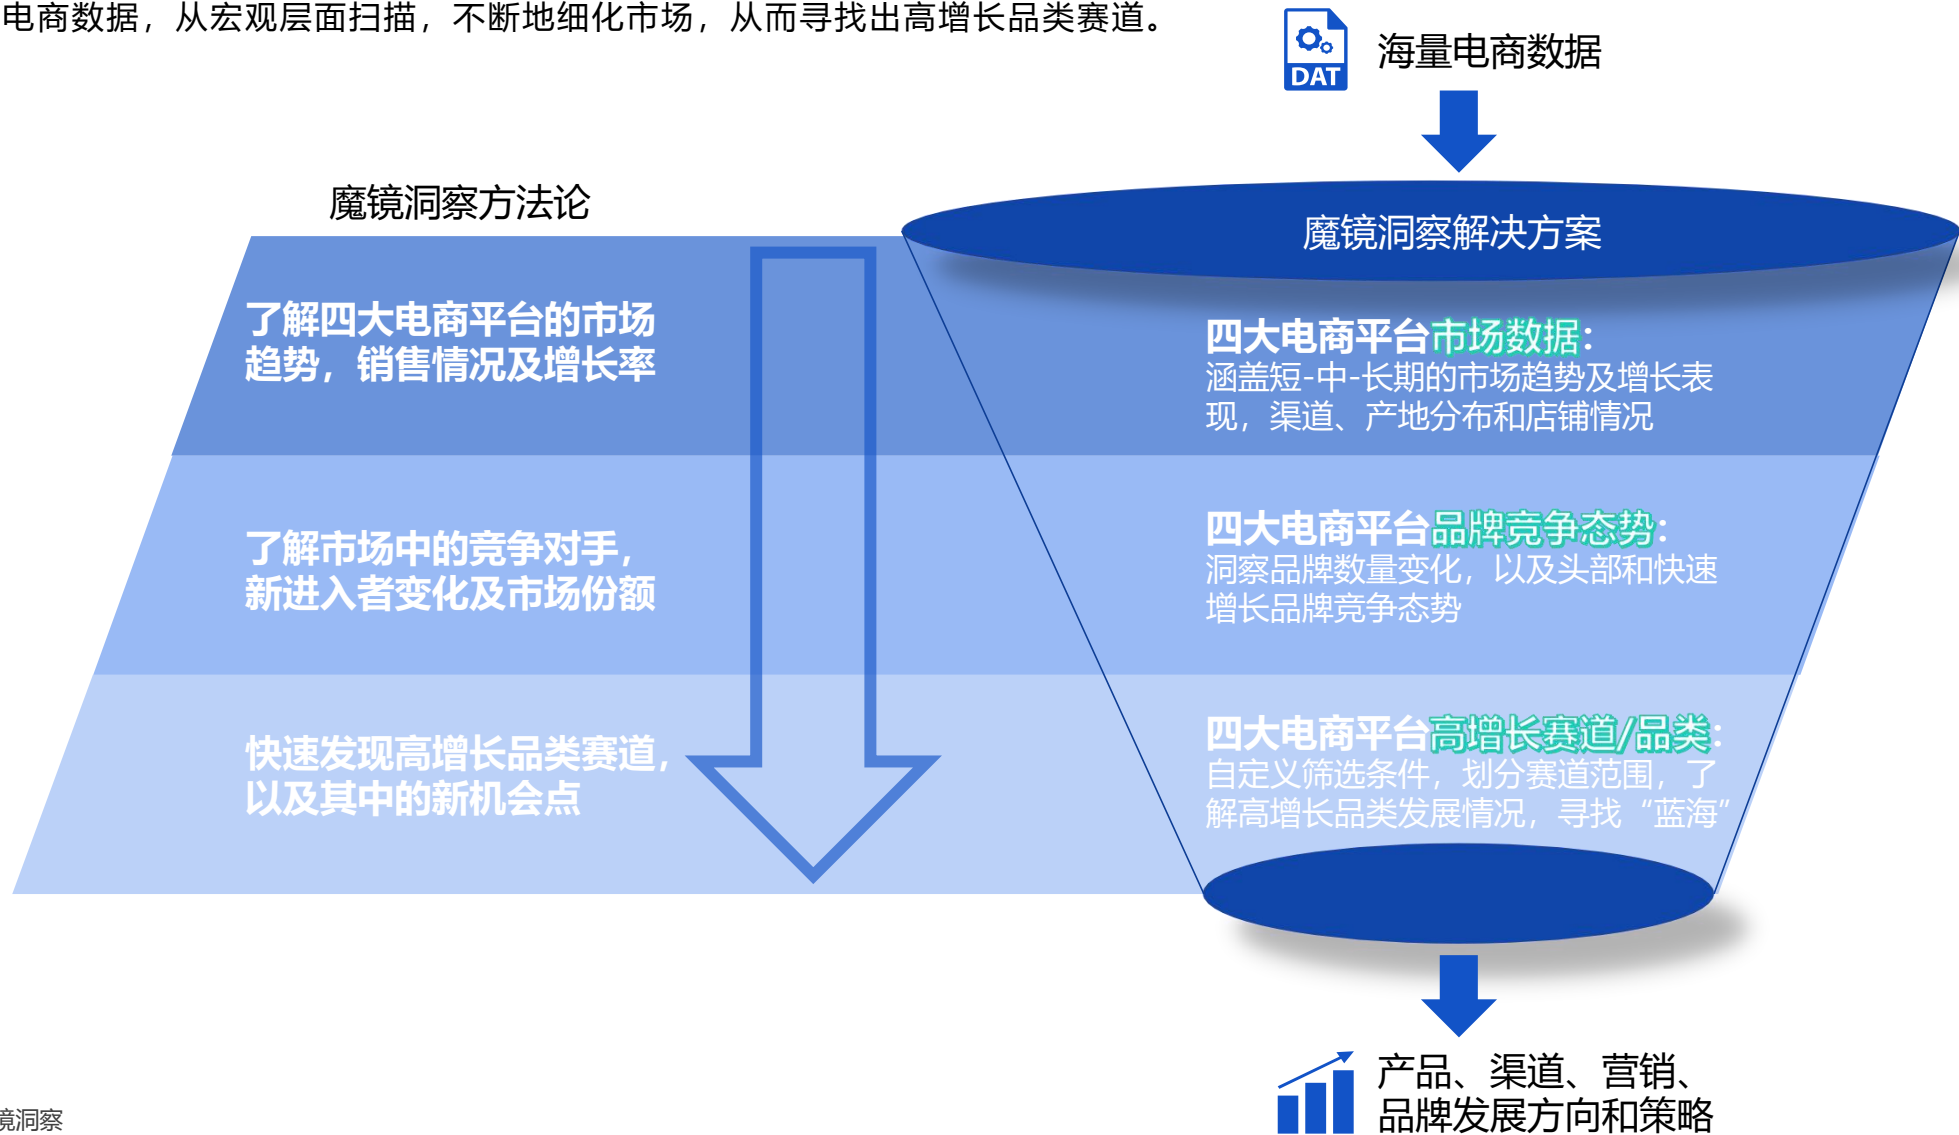 电商数据，从宏观层面扫描，不断地细化市场，从而寻找出高增长品类赛道。
DAT
海量电商数据
魔镜洞察方法论
魔镜洞察解决方案
了解四大电商平台的市场
趋势，销售情况及增长率
四大电商平台市场数据：
涵盖短-中-长期的市场趋势及增长表
现，渠道、产地分布和店铺情况
了解市场中的竞争对手，
新进入者变化及市场份额
四大电商平台品牌竞争态势：
洞察品牌数量变化，以及头部和快速
增长品牌竞争态势
快速发现高增长品类赛道，
以及其中的新机会点
四大电商平台高增长赛道/品类：
自定义筛选条件，划分赛道范围，了
解高增长品类发展情况，寻找“蓝海”
产品、渠道、营销、
品牌发展方向和策略
镜洞察